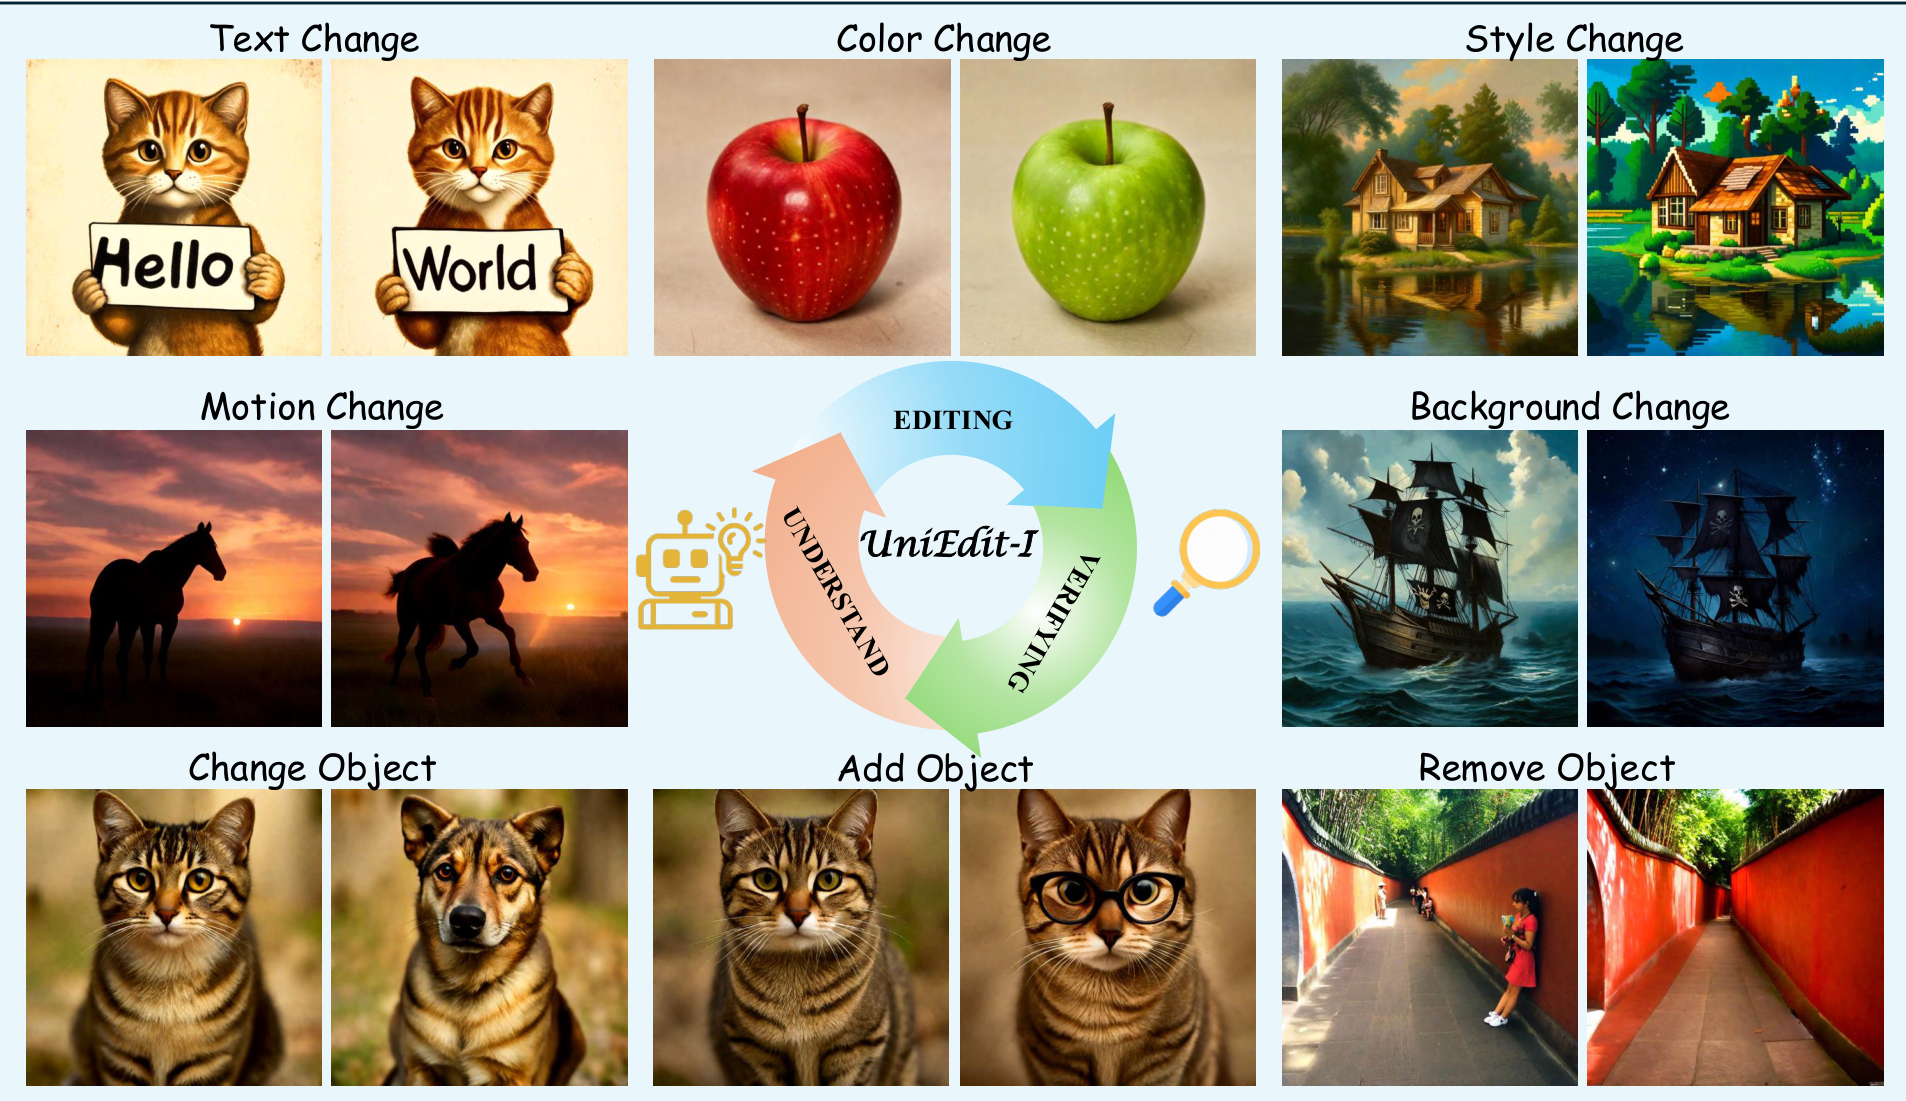 Text Change
Color Change
Style Change
Hello
World
Motion Change
Background Change
EDITING
UNDERSTAND
UniEdit-I
VERIFYING
Change Object
Add Object
Remove Object